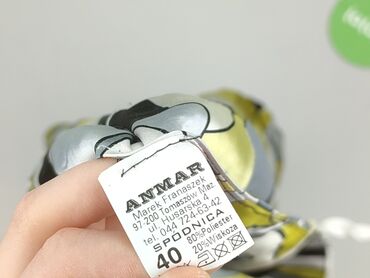 ANMAR
Marek Franaszek
97-200 Tomaszów Maz
ul. Husarska 4
tel. 044 724-63-42
SPÓDNICA
40
80%Poliester
20%Wiskoza